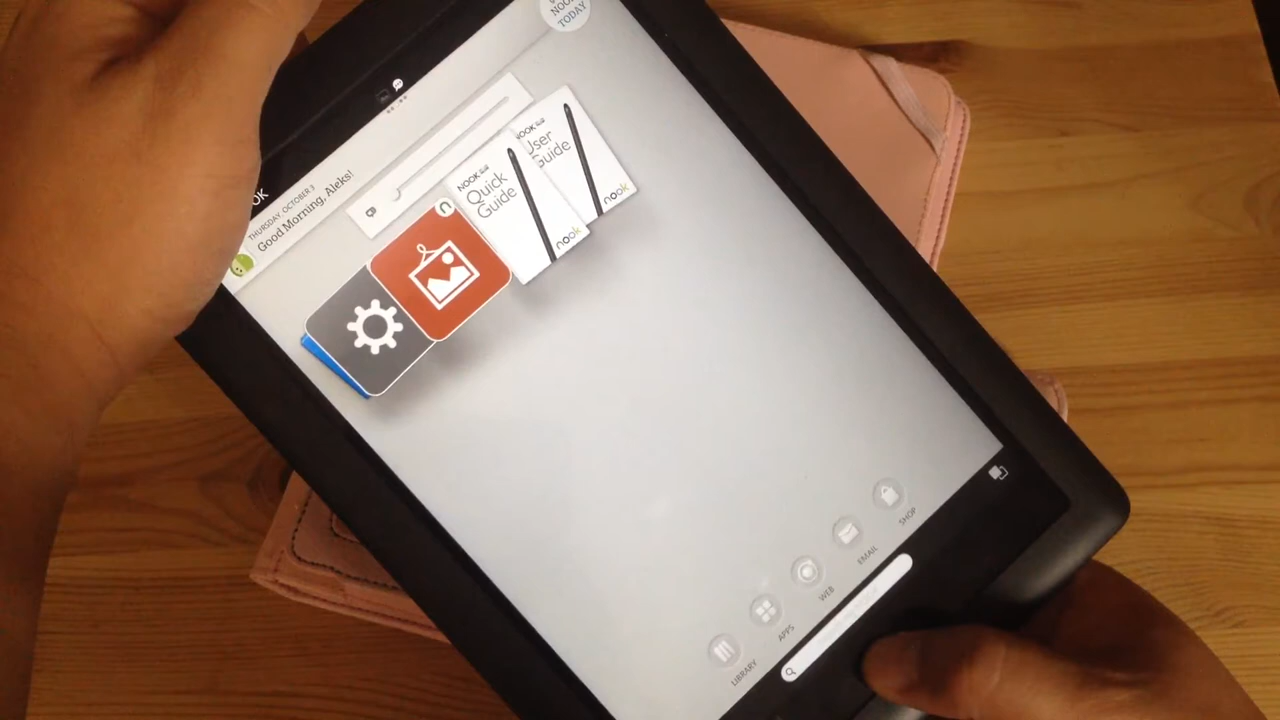 NOOK
TODAY
OK
THURSDAY, OCTOBER 3
Good Morning, Aleks!
NOOK
Quick
Guide
nook
NOOK
User
Guide
nook
n
LIBRARY
APPS
WEB
EMAIL
SHOP